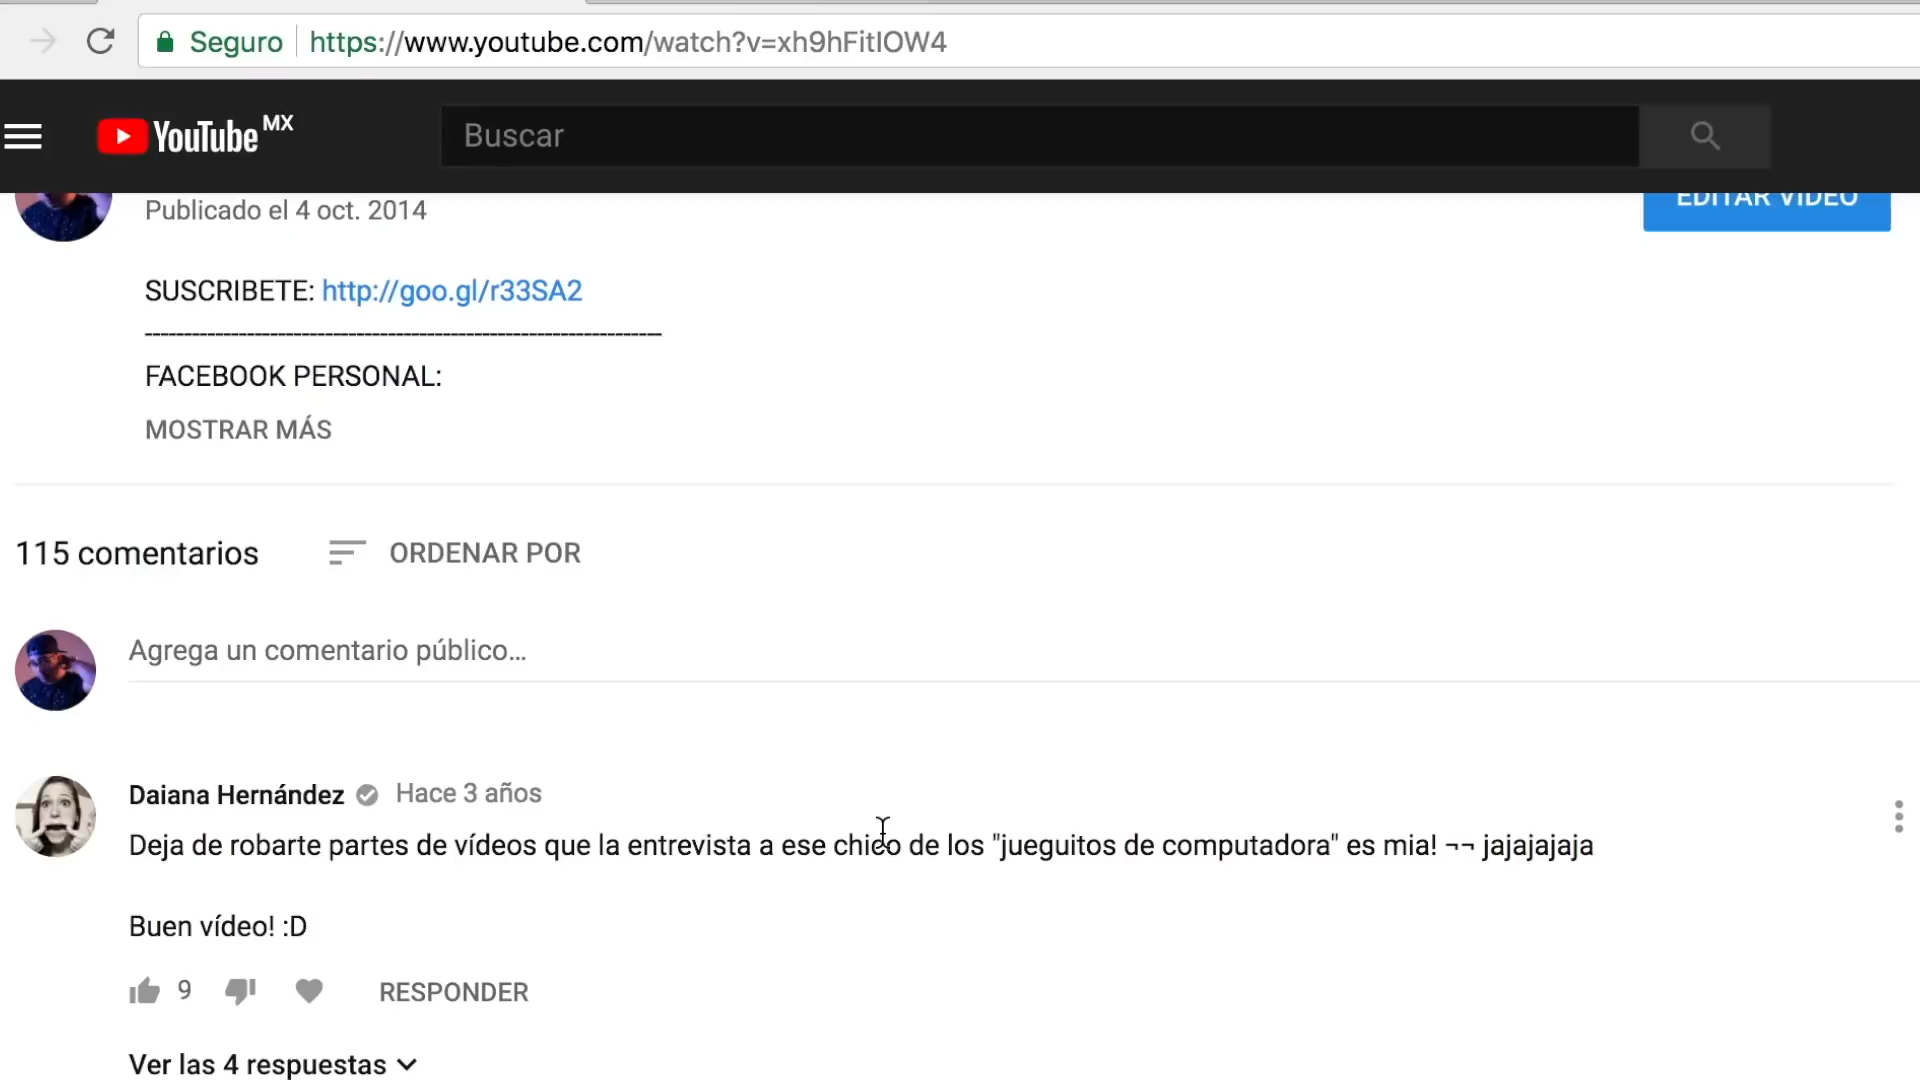 Seguro https://www.youtube.com/watch?v=xh9hFitIOW4
YouTube MX
Buscar
Publicado el 4 oct. 2014
EDITAR VIDEO
SUSCRIBETE: http://goo.gl/r33SA2
------------------------------------------------------------------
FACEBOOK PERSONAL:
MOSTRAR MÁS
115 comentarios ORDENAR POR
Agrega un comentario público...
Daiana Hernández Hace 3 años
Deja de robarte partes de vídeos que la entrevista a ese chico de los "jueguitos de computadora" es mia! ¬¬ jajajajaja
Buen vídeo! :D
9 RESPONDER
Ver las 4 respuestas